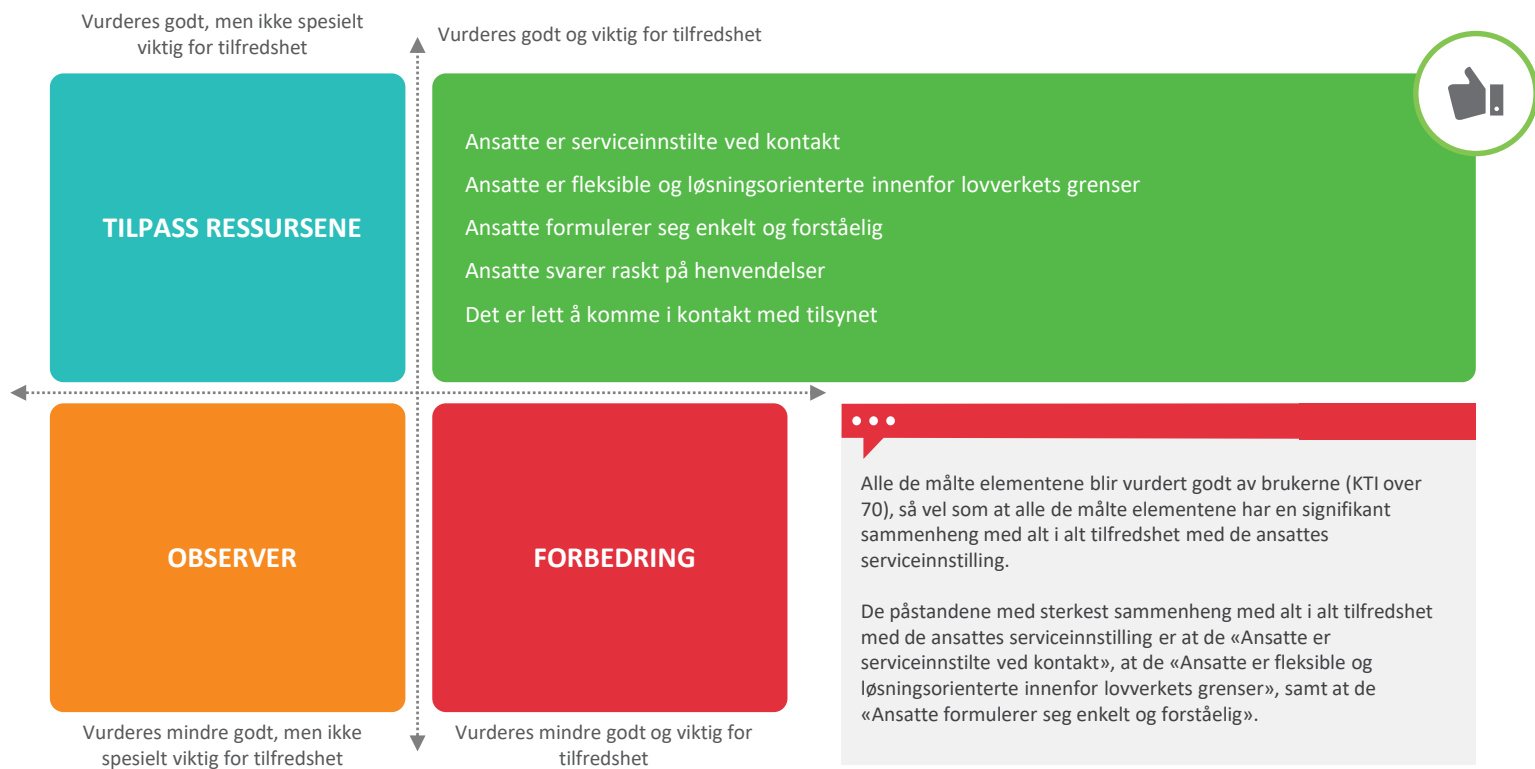 Vurderes godt, men ikke spesielt
viktig for tilfredshet
Vurderes godt og viktig for tilfredshet
TILPASS RESSURSENE
Ansatte er serviceinnstilte ved kontakt
Ansatte er fleksible og løsningsorienterte innenfor lovverkets grenser
Ansatte formulerer seg enkelt og forståelig
Ansatte svarer raskt på henvendelser
Det er lett å komme i kontakt med tilsynet
OBSERVER
FORBEDRING
Alle de målte elementene blir vurdert godt av brukerne (KTI over
70), så vel som at alle de målte elementene har en signifikant
sammenheng med alt i alt tilfredshet med de ansattes
serviceinnstilling.
De påstandene med sterkest sammenheng med alt i alt tilfredshet
med de ansattes serviceinnstilling er at de «Ansatte er
serviceinnstilte ved kontakt», at de «Ansatte er fleksible og
løsningsorienterte innenfor lovverkets grenser», samt at de
«Ansatte formulerer seg enkelt og forståelig».
Vurderes mindre godt, men ikke
spesielt viktig for tilfredshet
Vurderes mindre godt og viktig for
tilfredshet